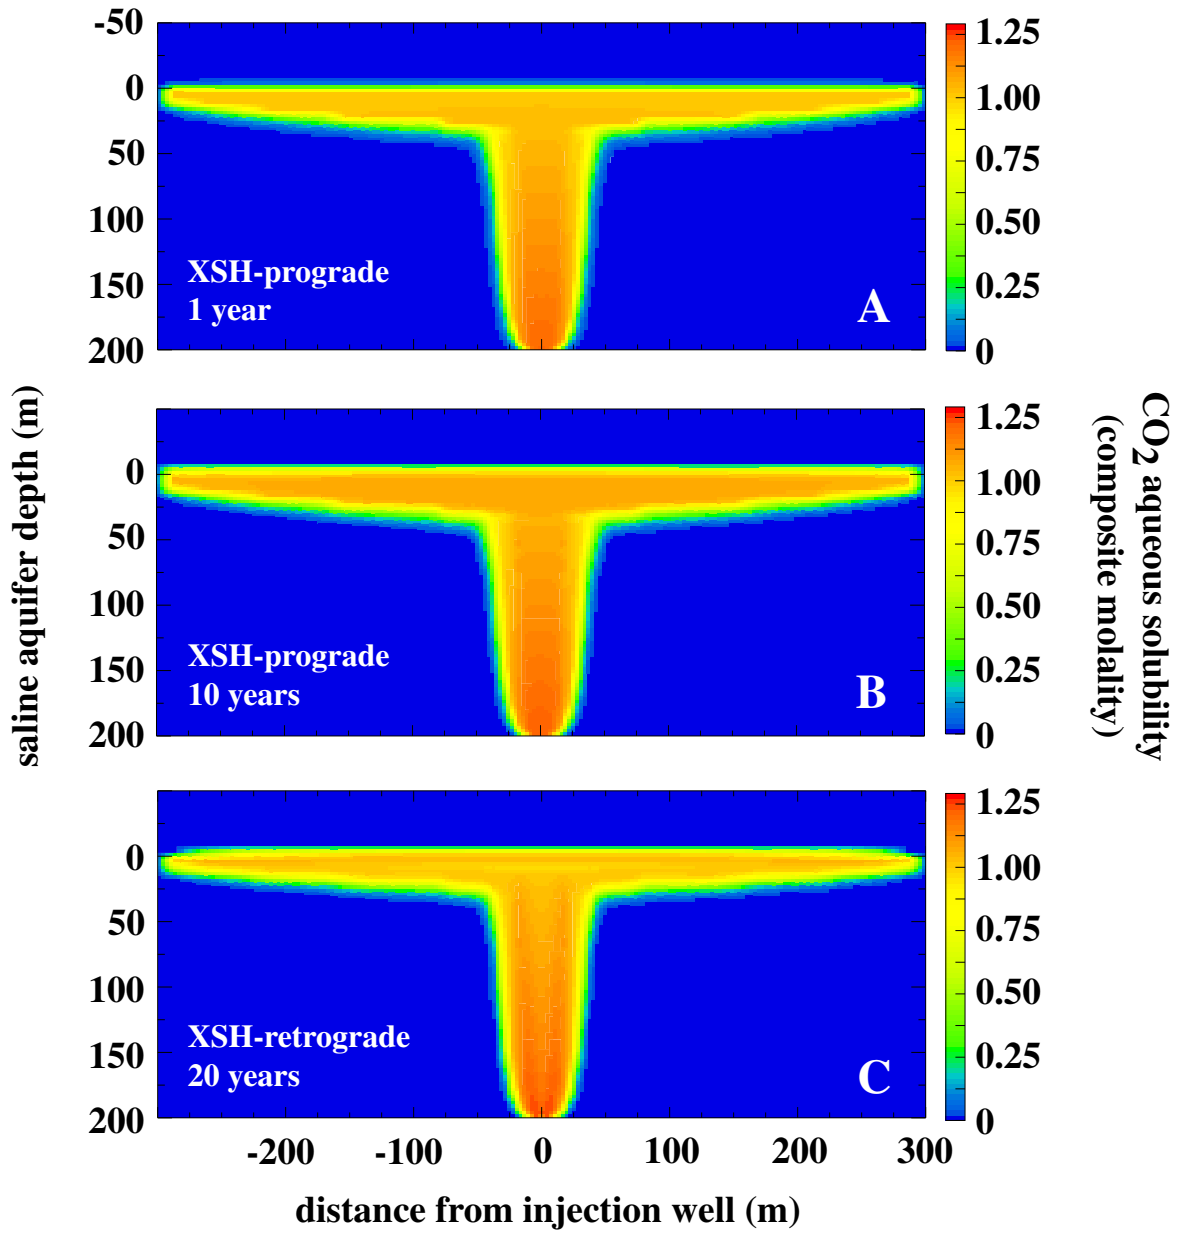 -50
0
50
100
150
200
XSH-prograde
1 year
A
1.25
1.00
0.75
0.50
0.25
0
0
50
100
150
200
XSH-prograde
10 years
B
1.25
1.00
0.75
0.50
0.25
0
0
50
100
150
200
XSH-retrograde
20 years
C
1.25
1.00
0.75
0.50
0.25
0
-200 -100 0 100 200 300
distance from injection well (m)
saline aquifer depth (m)
CO2 aqueous solubility
(composite molality)